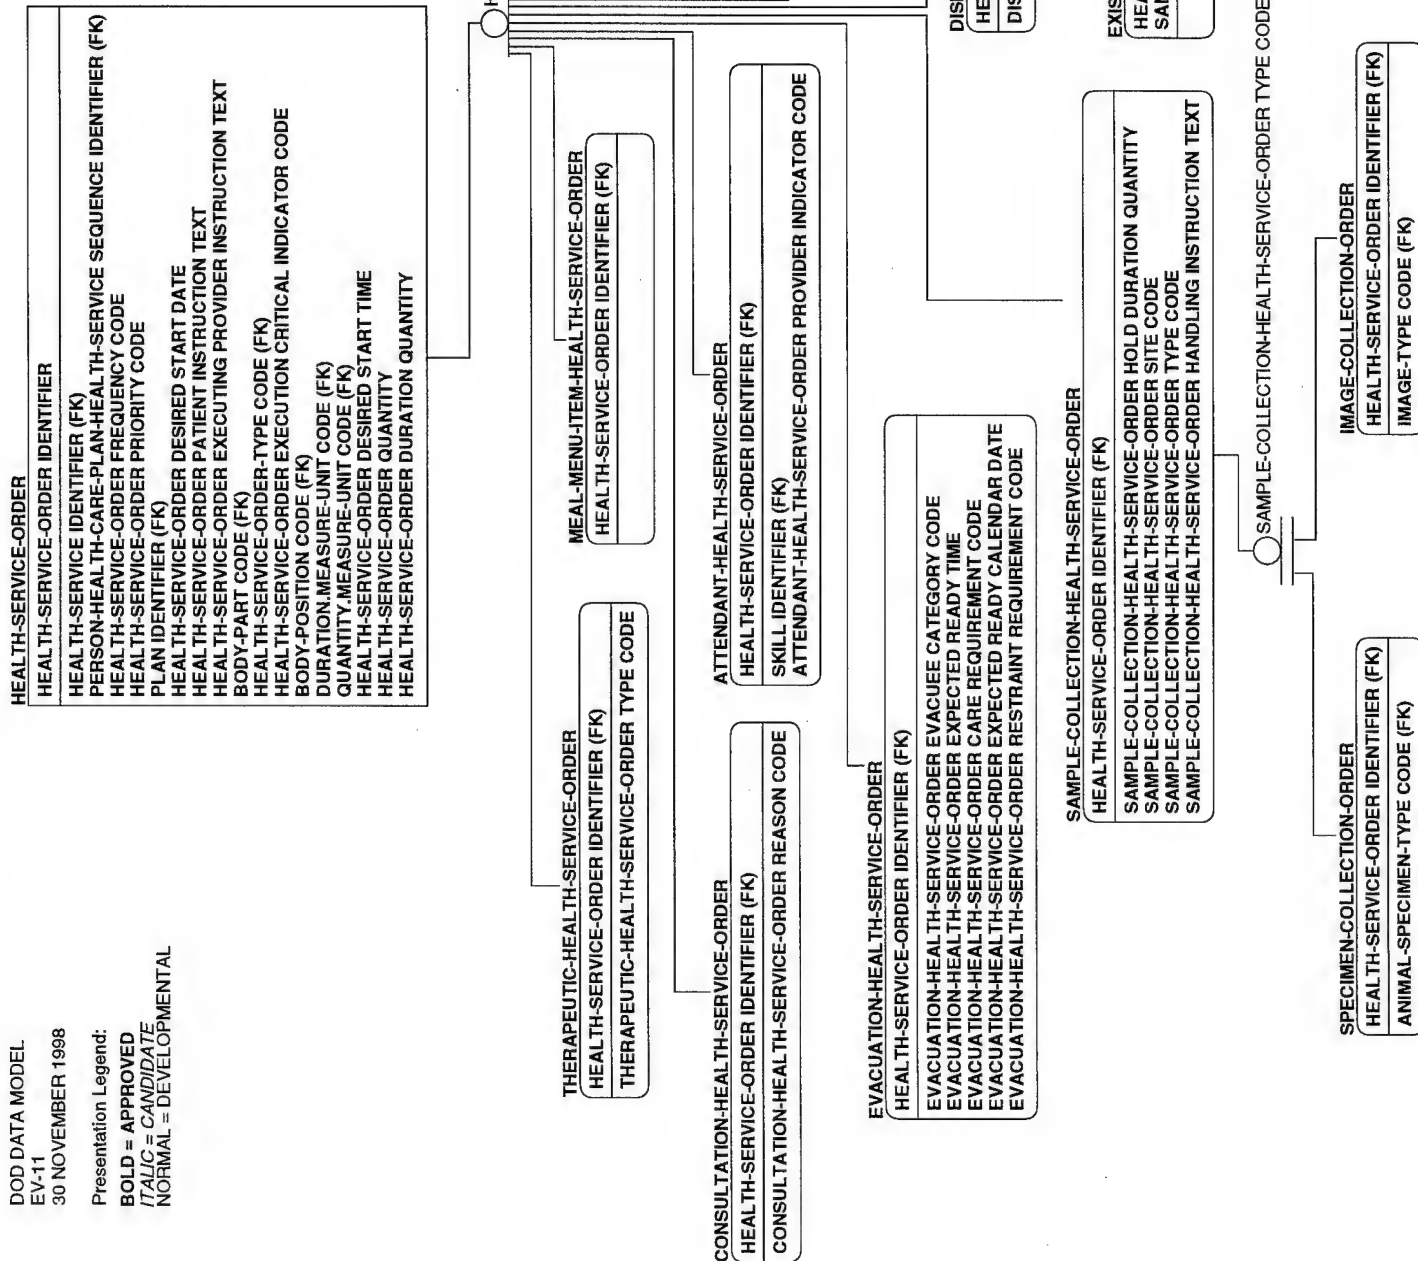 DOD DATA MODEL
EV-11
30 NOVEMBER 1998
Presentation Legend:
BOLD = APPROVED
ITALIC = CANDIDATE
NORMAL = DEVELOPMENTAL
HEALTH-SERVICE-ORDER
HEALTH-SERVICE-ORDER IDENTIFIER
HEALTH-SERVICE IDENTIFIER (FK)
PERSON-HEALTH-CARE-PLAN-HEALTH-SERVICE SEQUENCE IDENTIFIER (FK)
HEALTH-SERVICE-ORDER FREQUENCY CODE
HEALTH-SERVICE-ORDER PRIORITY CODE
PLAN IDENTIFIER (FK)
HEALTH-SERVICE-ORDER DESIRED START DATE
HEALTH-SERVICE-ORDER PATIENT INSTRUCTION TEXT
HEALTH-SERVICE-ORDER EXECUTING PROVIDER INSTRUCTION TEXT
BODY-PART CODE (FK)
HEALTH-SERVICE-ORDER-TYPE CODE (FK)
HEALTH-SERVICE-ORDER EXECUTION CRITICAL INDICATOR CODE
BODY-POSITION CODE (FK)
DURATION.MEASURE-UNIT CODE (FK)
QUANTITY.MEASURE-UNIT CODE (FK)
HEALTH-SERVICE-ORDER DESIRED START TIME
HEALTH-SERVICE-ORDER QUANTITY
HEALTH-SERVICE-ORDER DURATION QUANTITY
THERAPEUTIC-HEALTH-SERVICE-ORDER
HEALTH-SERVICE-ORDER IDENTIFIER (FK)
THERAPEUTIC-HEALTH-SERVICE-ORDER TYPE CODE
MEAL-MENU-ITEM-HEALTH-SERVICE-ORDER
HEALTH-SERVICE-ORDER IDENTIFIER (FK)
CONSULTATION-HEALTH-SERVICE-ORDER
HEALTH-SERVICE-ORDER IDENTIFIER (FK)
CONSULTATION-HEALTH-SERVICE-ORDER REASON CODE
ATTENDANT-HEALTH-SERVICE-ORDER
HEALTH-SERVICE-ORDER IDENTIFIER (FK)
SKILL IDENTIFIER (FK)
ATTENDANT-HEALTH-SERVICE-ORDER PROVIDER INDICATOR CODE
EVACUATION-HEALTH-SERVICE-ORDER
HEALTH-SERVICE-ORDER IDENTIFIER (FK)
EVACUATION-HEALTH-SERVICE-ORDER EVACUEE CATEGORY CODE
EVACUATION-HEALTH-SERVICE-ORDER EXPECTED READY TIME
EVACUATION-HEALTH-SERVICE-ORDER CARE REQUIREMENT CODE
EVACUATION-HEALTH-SERVICE-ORDER EXPECTED READY CALENDAR DATE
EVACUATION-HEALTH-SERVICE-ORDER RESTRAINT REQUIREMENT CODE
SAMPLE-COLLECTION-HEALTH-SERVICE-ORDER
HEALTH-SERVICE-ORDER IDENTIFIER (FK)
SAMPLE-COLLECTION-HEALTH-SERVICE-ORDER HOLD DURATION QUANTITY
SAMPLE-COLLECTION-HEALTH-SERVICE-ORDER SITE CODE
SAMPLE-COLLECTION-HEALTH-SERVICE-ORDER TYPE CODE
SAMPLE-COLLECTION-HEALTH-SERVICE-ORDER HANDLING INSTRUCTION TEXT
SAMPLE-COLLECTION-HEALTH-SERVICE-ORDER TYPE CODE
SPECIMEN-COLLECTION-ORDER
HEALTH-SERVICE-ORDER IDENTIFIER (FK)
ANIMAL-SPECIMEN-TYPE CODE (FK)
IMAGE-COLLECTION-ORDER
HEALTH-SERVICE-ORDER IDENTIFIER (FK)
IMAGE-TYPE CODE (FK)